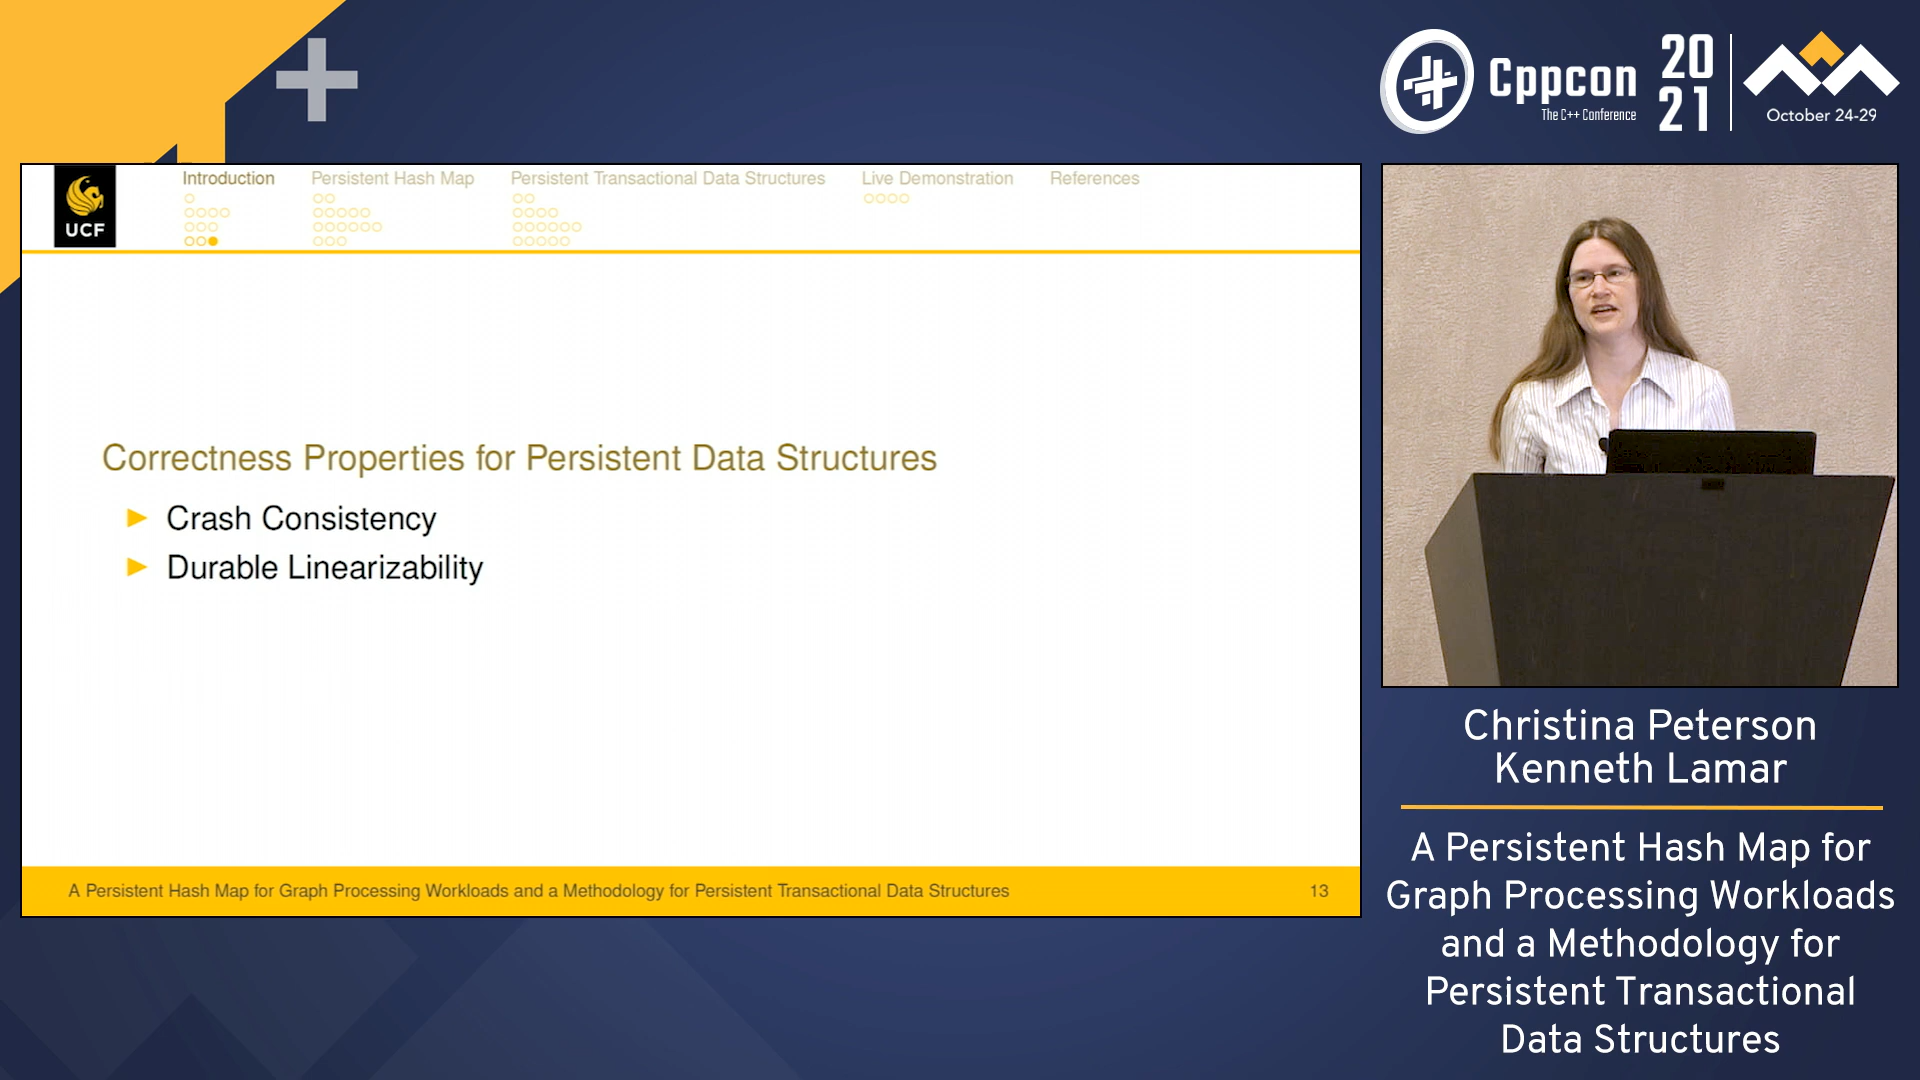 Cppcon
The C++ Conference
20
21
October 24-29
UCF
Introduction
Persistent Hash Map
Persistent Transactional Data Structures
Live Demonstration
References
Correctness Properties for Persistent Data Structures
Crash Consistency
Durable Linearizability
A Persistent Hash Map for Graph Processing Workloads and a Methodology for Persistent Transactional Data Structures
13
Christina Peterson
Kenneth Lamar
A Persistent Hash Map for
Graph Processing Workloads
and a Methodology for
Persistent Transactional
Data Structures